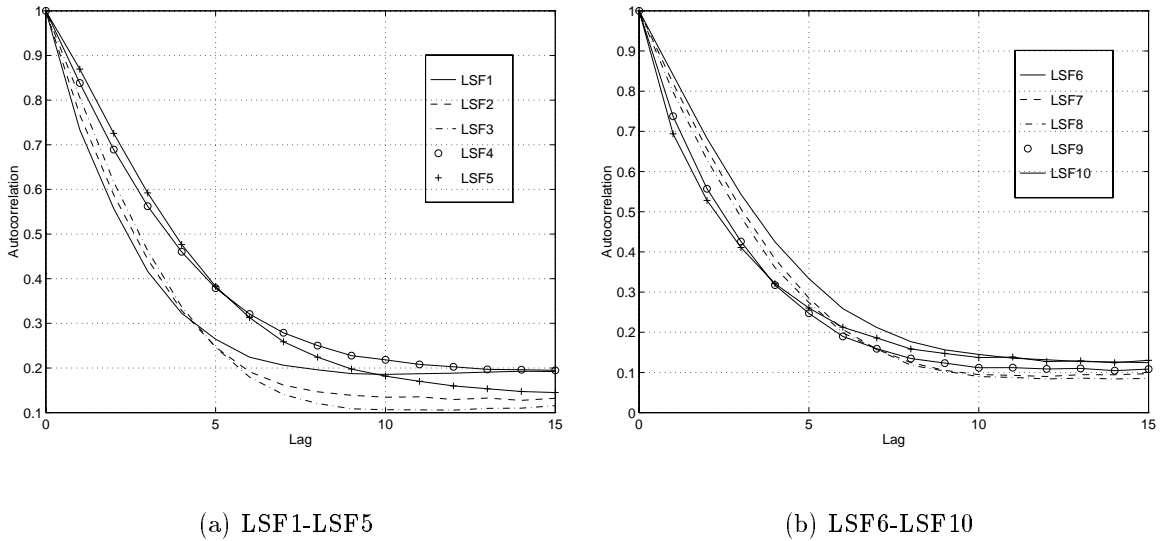 1
0.9
0.8
0.7
0.6
0.5
0.4
0.3
0.2
0.1
0
5
10
15
Lag
Autocorrelation
LSF1
LSF2
LSF3
LSF4
LSF5
(a) LSF1-LSF5
1
0.9
0.8
0.7
0.6
0.5
0.4
0.3
0.2
0.1
0
0
5
10
15
Lag
Autocorrelation
LSF6
LSF7
LSF8
LSF9
LSF10
(b) LSF6-LSF10